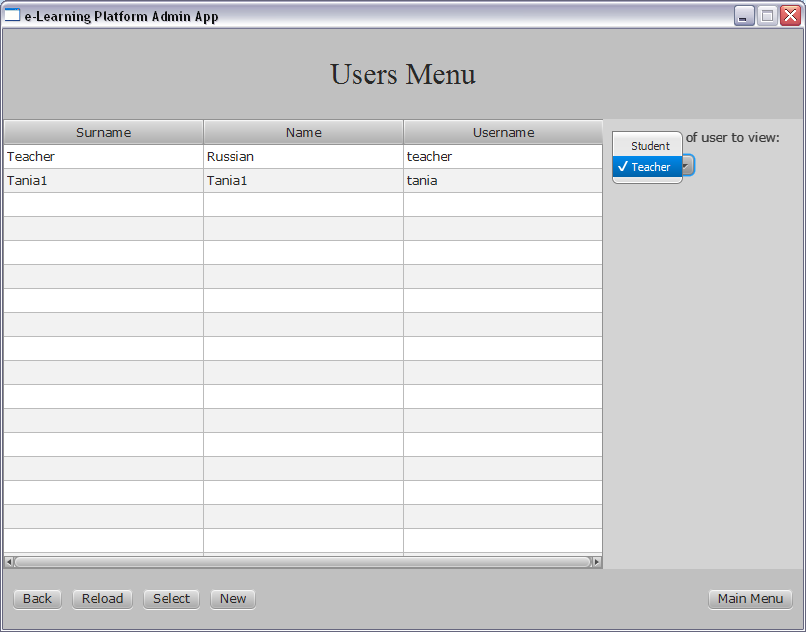 e-Learning Platform Admin App
Users Menu
Surname Name Username
Teacher Russian teacher
Tania1 Tania1 tania
of user to view:
Student
✓ Teacher
Back Reload Select New Main Menu